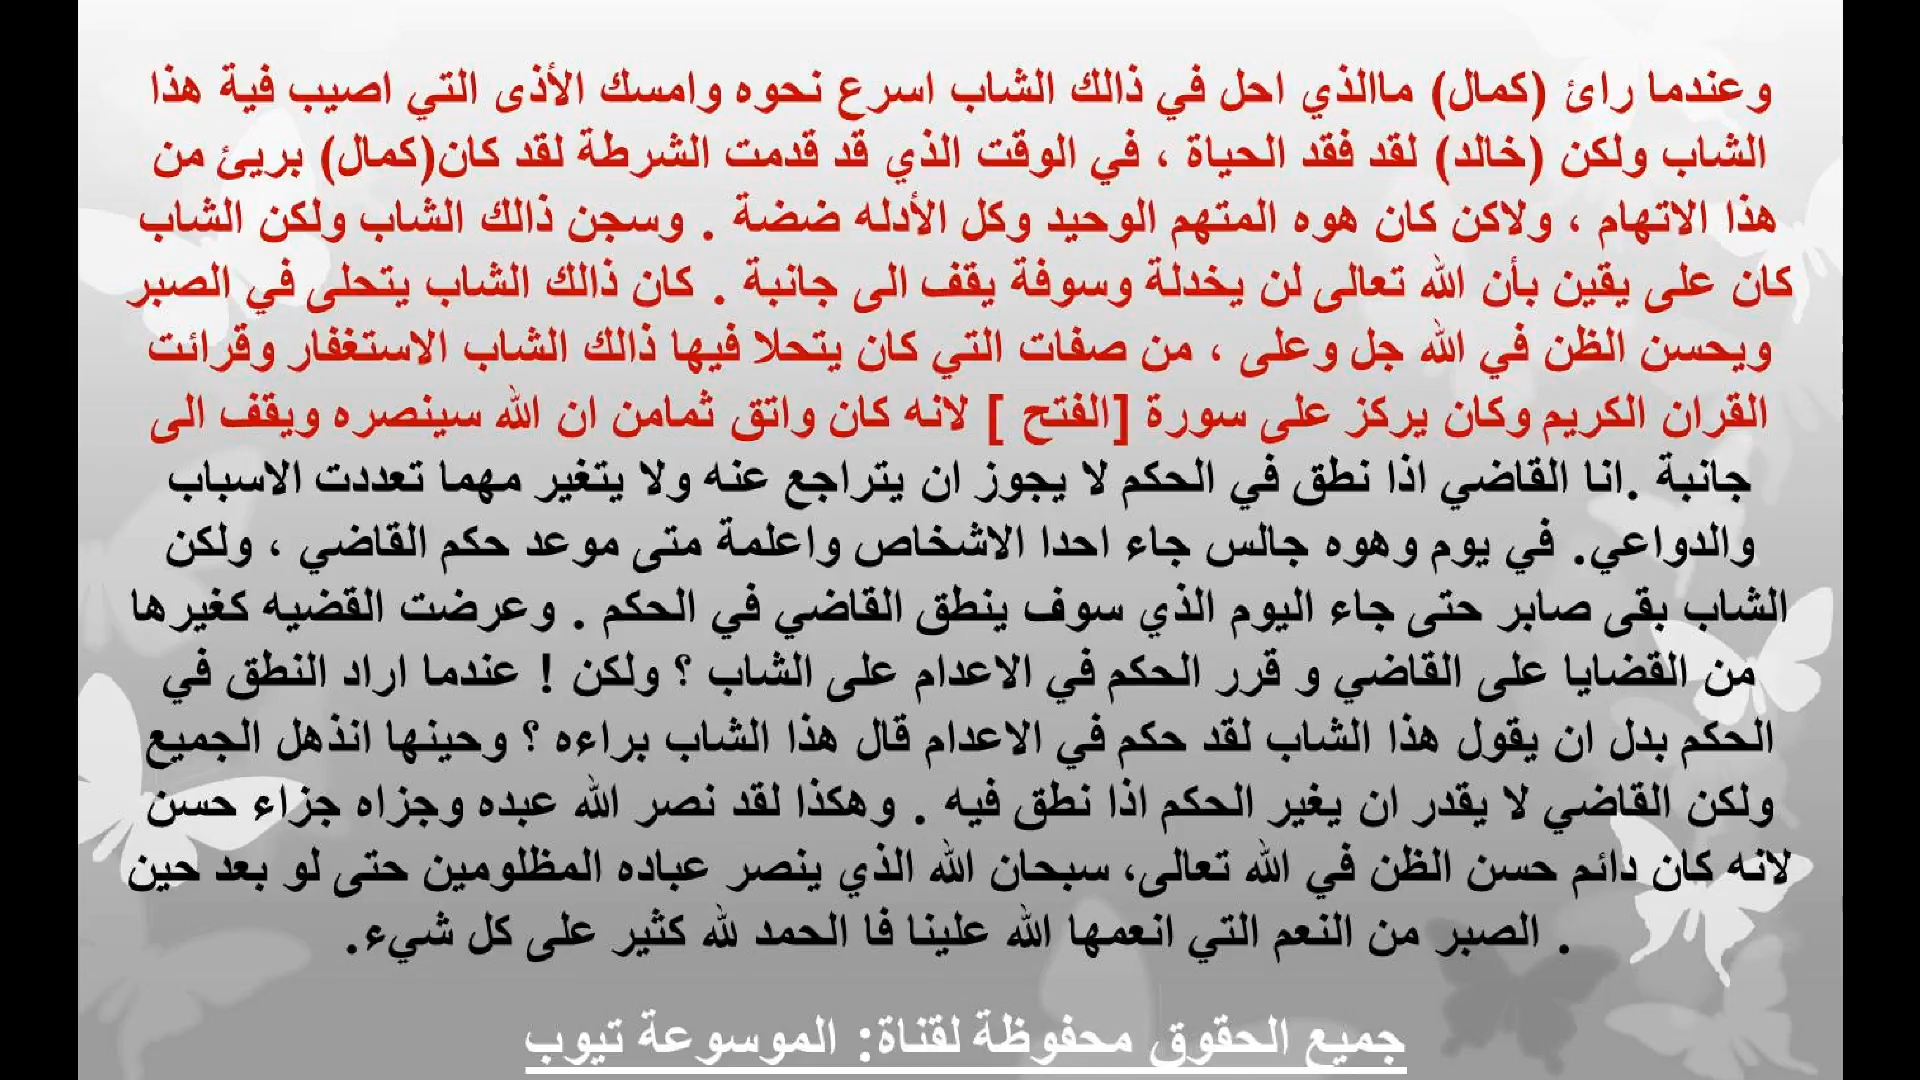 وعندما رائ (كمال) ماالذي احل في ذالك الشاب اسرع نحوه وامسك الأذى التي اصيب فية هذا
الشاب ولكن (خالد) لقد فقد الحياة ، في الوقت الذي قد قدمت الشرطة لقد كان(كمال) بريئ من
هذا الاتهام ، ولاكن كان هوه المتهم الوحيد وكل الأدله ضضة . وسجن ذالك الشاب ولكن الشاب
كان على يقين بأن الله تعالى لن يخدلة وسوفة يقف الى جانبة . كان ذالك الشاب يتحلى في الصبر
ويحسن الظن في الله جل وعلى ، من صفات التي كان يتحلا فيها ذالك الشاب الاستغفار وقرائت
القران الكريم وكان يركز على سورة [الفتح ] لانه كان واتق ثمامن ان الله سينصره ويقف الى
جانبة .انا القاضي اذا نطق في الحكم لا يجوز ان يتراجع عنه ولا يتغير مهما تعددت الاسباب
والدواعي. في يوم وهوه جالس جاء احدا الاشخاص واعلمة متى موعد حكم القاضي ، ولكن
الشاب بقى صابر حتى جاء اليوم الذي سوف ينطق القاضي في الحكم . وعرضت القضيه كغيرها
من القضايا على القاضي و قرر الحكم في الاعدام على الشاب ؟ ولكن ! عندما اراد النطق في
الحكم بدل ان يقول هذا الشاب لقد حكم في الاعدام قال هذا الشاب براءه ؟ وحينها انذهل الجميع
ولكن القاضي لا يقدر ان يغير الحكم اذا نطق فيه . وهكذا لقد نصر الله عبده وجزاه جزاء حسن
لانه كان دائم حسن الظن في الله تعالى، سبحان الله الذي ينصر عباده المظلومين حتى لو بعد حين
. الصبر من النعم التي انعمها الله علينا فا الحمد لله كثير على كل شيء.
جميع الحقوق محفوظة لقناة: الموسوعة تيوب